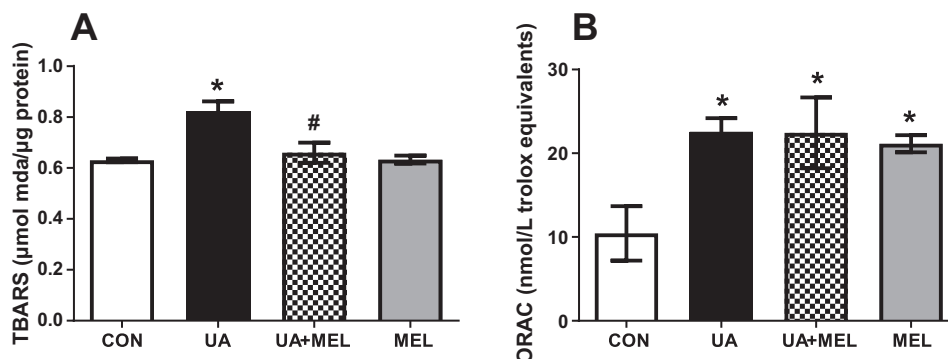 A
TBARS (µmol mda/µg protein)
1.0
0.8
0.6
0.4
0.2
0.0
*
#
CON UA UA+MEL MEL
B
ORAC (nmol/L trolox equivalents)
30
20
10
0
*
*
*
CON UA UA+MEL MEL